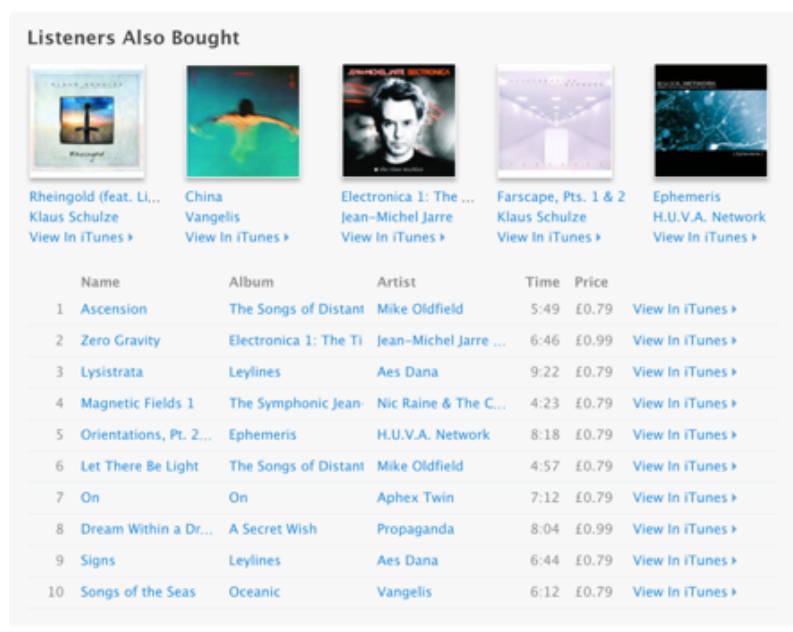 Listeners Also Bought
JEAN-MICHEL JARRE ELECTRONICA
Rheingold
Rheingold (feat. Li...
Klaus Schulze
View In iTunes
China
Vangelis
View In iTunes
Electronica 1: The ...
Jean-Michel Jarre
View In iTunes
Farscape, Pts. 1 & 2
Klaus Schulze
View In iTunes
Ephemeris
H.U.V.A. Network
View In iTunes
Name Album Artist Time Price
1 Ascension The Songs of Distant Mike Oldfield 5:49 £0.79 View In iTunes
2 Zero Gravity Electronica 1: The Ti Jean-Michel Jarre ... 6:46 £0.99 View In iTunes
3 Lysistrata Leylines Aes Dana 9:22 £0.79 View In iTunes
4 Magnetic Fields 1 The Symphonic Jean- Nic Raine & The C... 4:23 £0.79 View In iTunes
5 Orientations, Pt. 2... Ephemeris H.U.V.A. Network 8:18 £0.79 View In iTunes
6 Let There Be Light The Songs of Distant Mike Oldfield 4:57 £0.79 View In iTunes
7 On On Aphex Twin 7:12 £0.79 View In iTunes
8 Dream Within a Dr... A Secret Wish Propaganda 8:04 £0.99 View In iTunes
9 Signs Leylines Aes Dana 6:44 £0.79 View In iTunes
10 Songs of the Seas Oceanic Vangelis 6:12 £0.79 View In iTunes